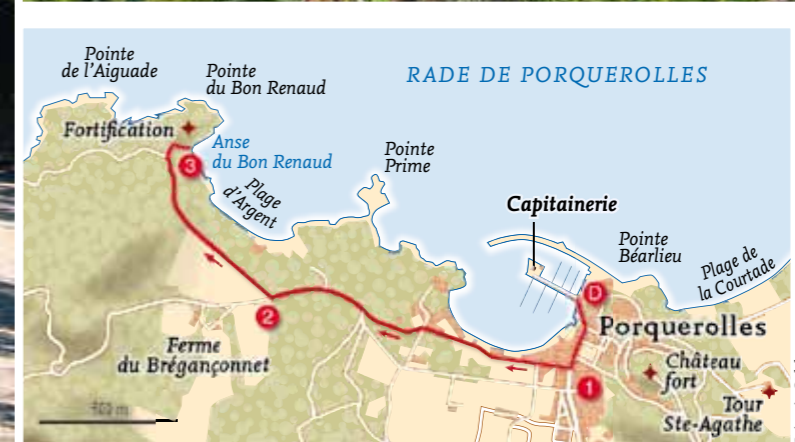 Pointe
de l'Aiguade
Pointe
du Bon Renaud
RADE DE PORQUEROLLES
Fortification
Anse
du Bon Renaud
3
Plage
d'Argent
Pointe
Prime
Capitainerie
Pointe
Béarlieu
Plage de
la Courtade
D
2
Porquerolles
Ferme
du Brégançonnet
Château
fort
1
Tour
Ste-Agathe